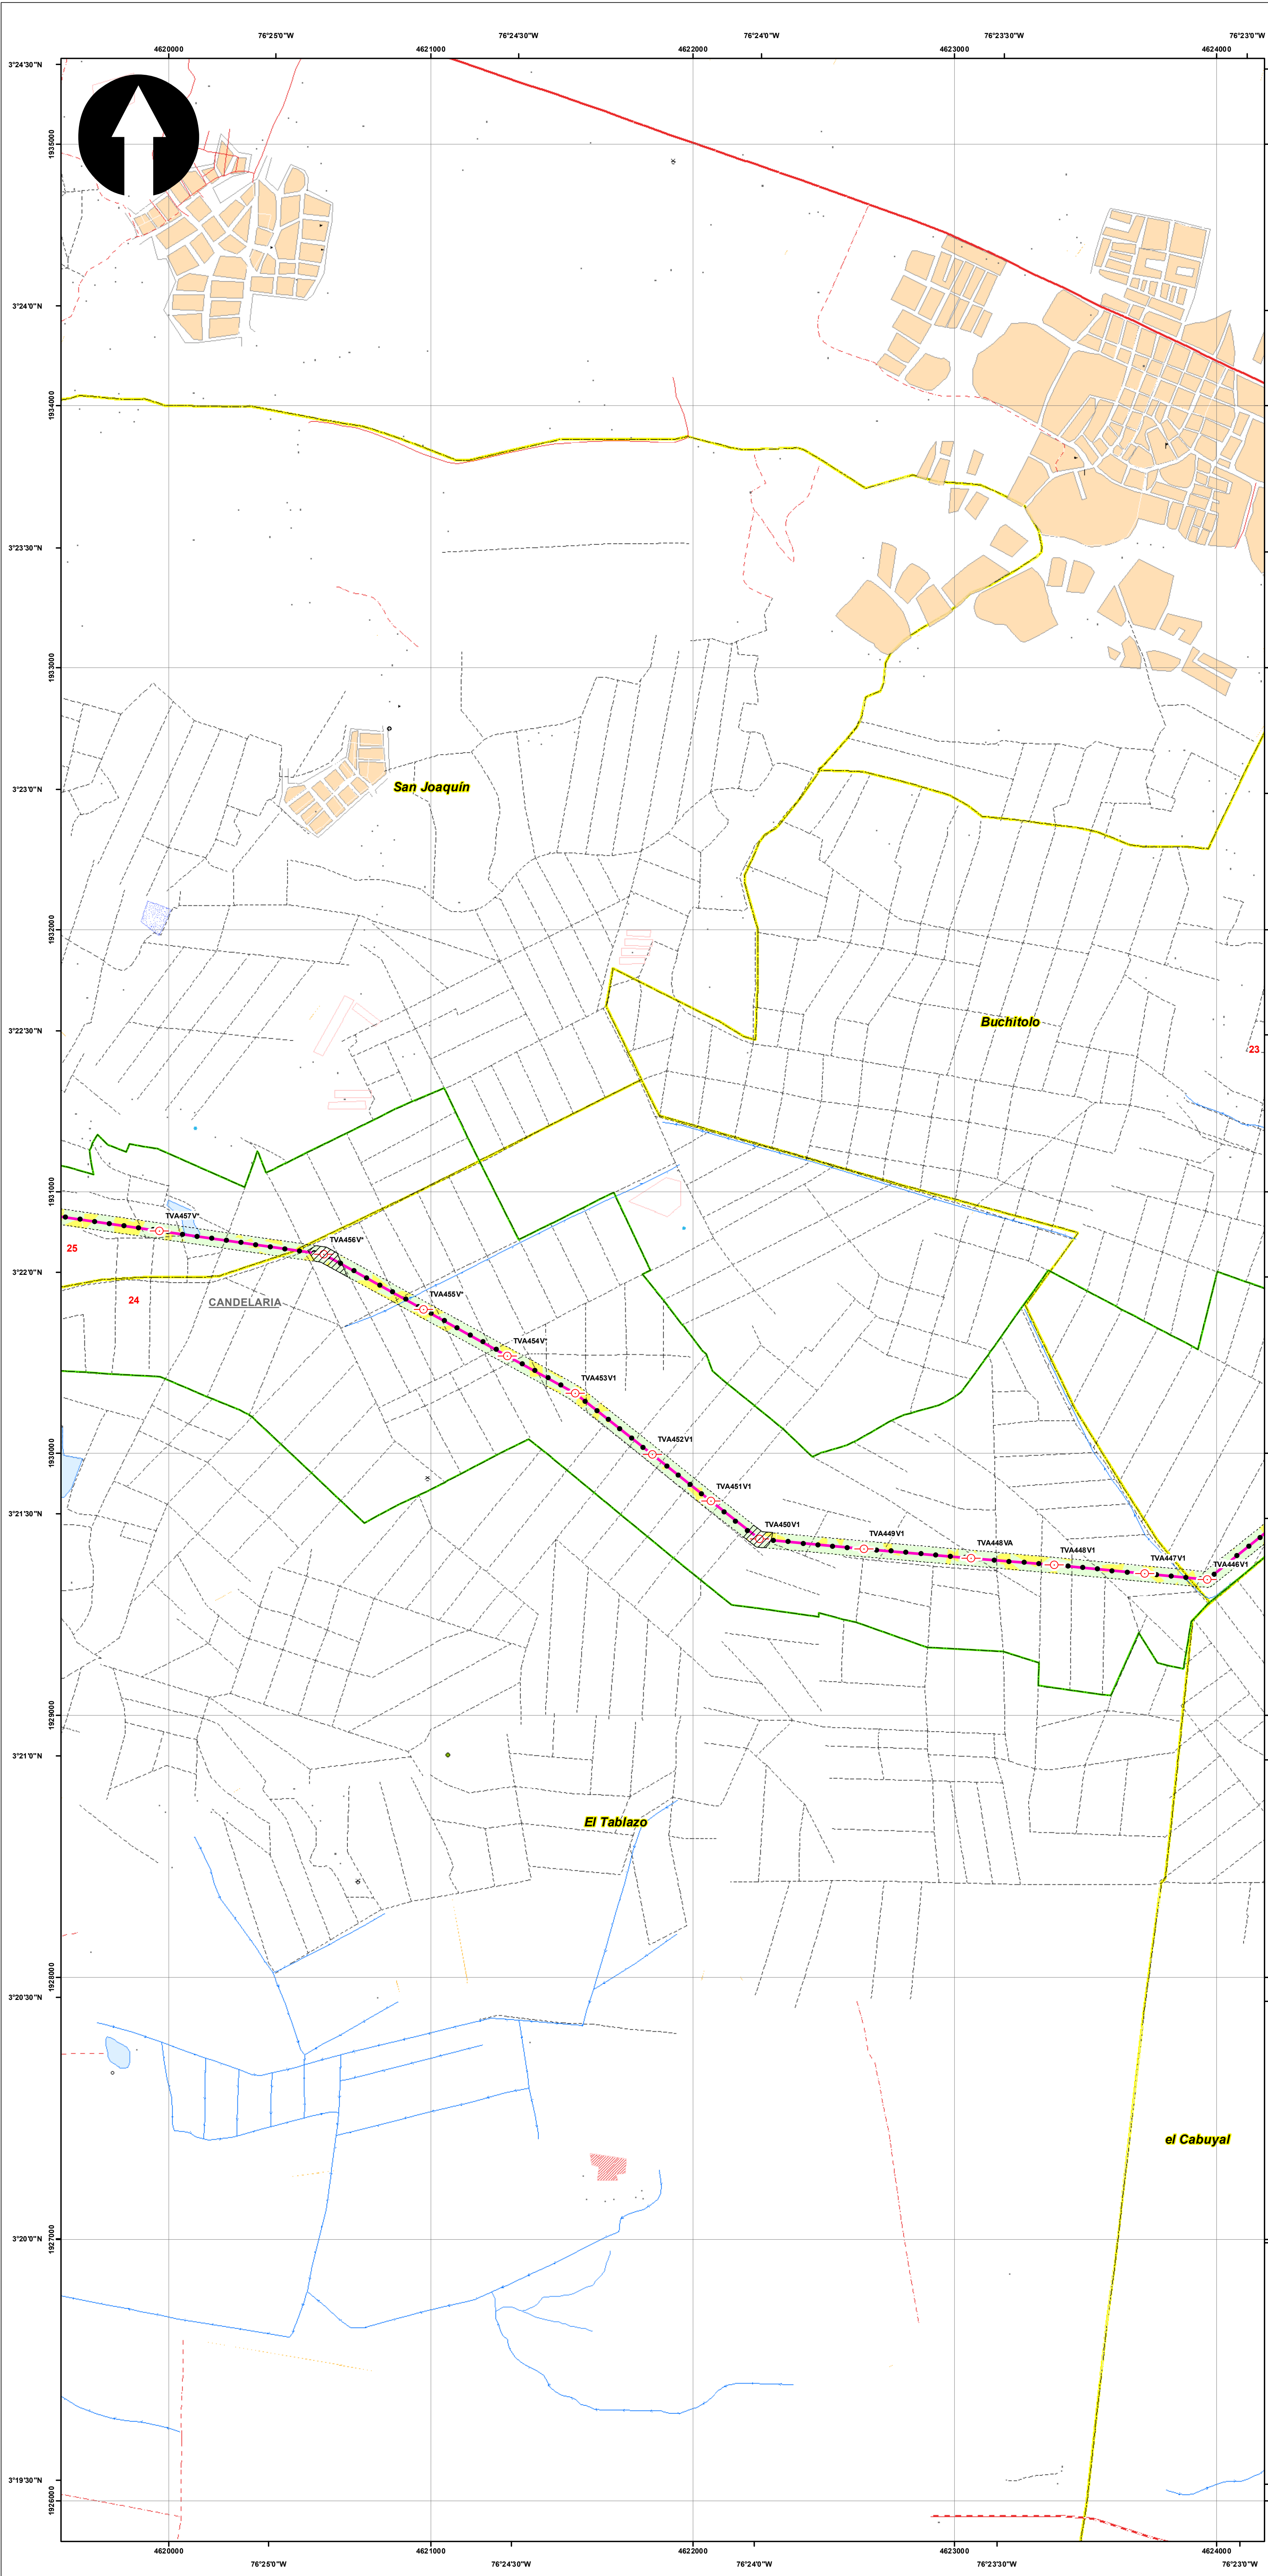 76°25'0"W 76°24'30"W 76°24'0"W 76°23'30"W 76°23'0"W
4620000 4621000 4622000 4623000 4624000
3°24'30"N
1935000
3°24'0"N
1934000
3°23'30"N
1933000
San Joaquín
3°23'0"N
1932000
Buchitolo
3°22'30"N
23
1931000
TVA457V*
TVA456V*
25
3°22'0"N
24
CANDELARIA
TVA455V*
TVA454V*
TVA453V1
TVA452V1
1930000
TVA451V1
3°21'30"N
TVA450V1
TVA449V1
TVA448VA
TVA448V1
TVA447V1
TVA446V1
1929000
3°21'0"N
El Tablazo
1928000
3°20'30"N
el Cabuyal
3°20'0"N
1927000
3°19'30"N
1926000
4620000 4621000 4622000 4623000 4624000
76°25'0"W 76°24'30"W 76°24'0"W 76°23'30"W 76°23'0"W